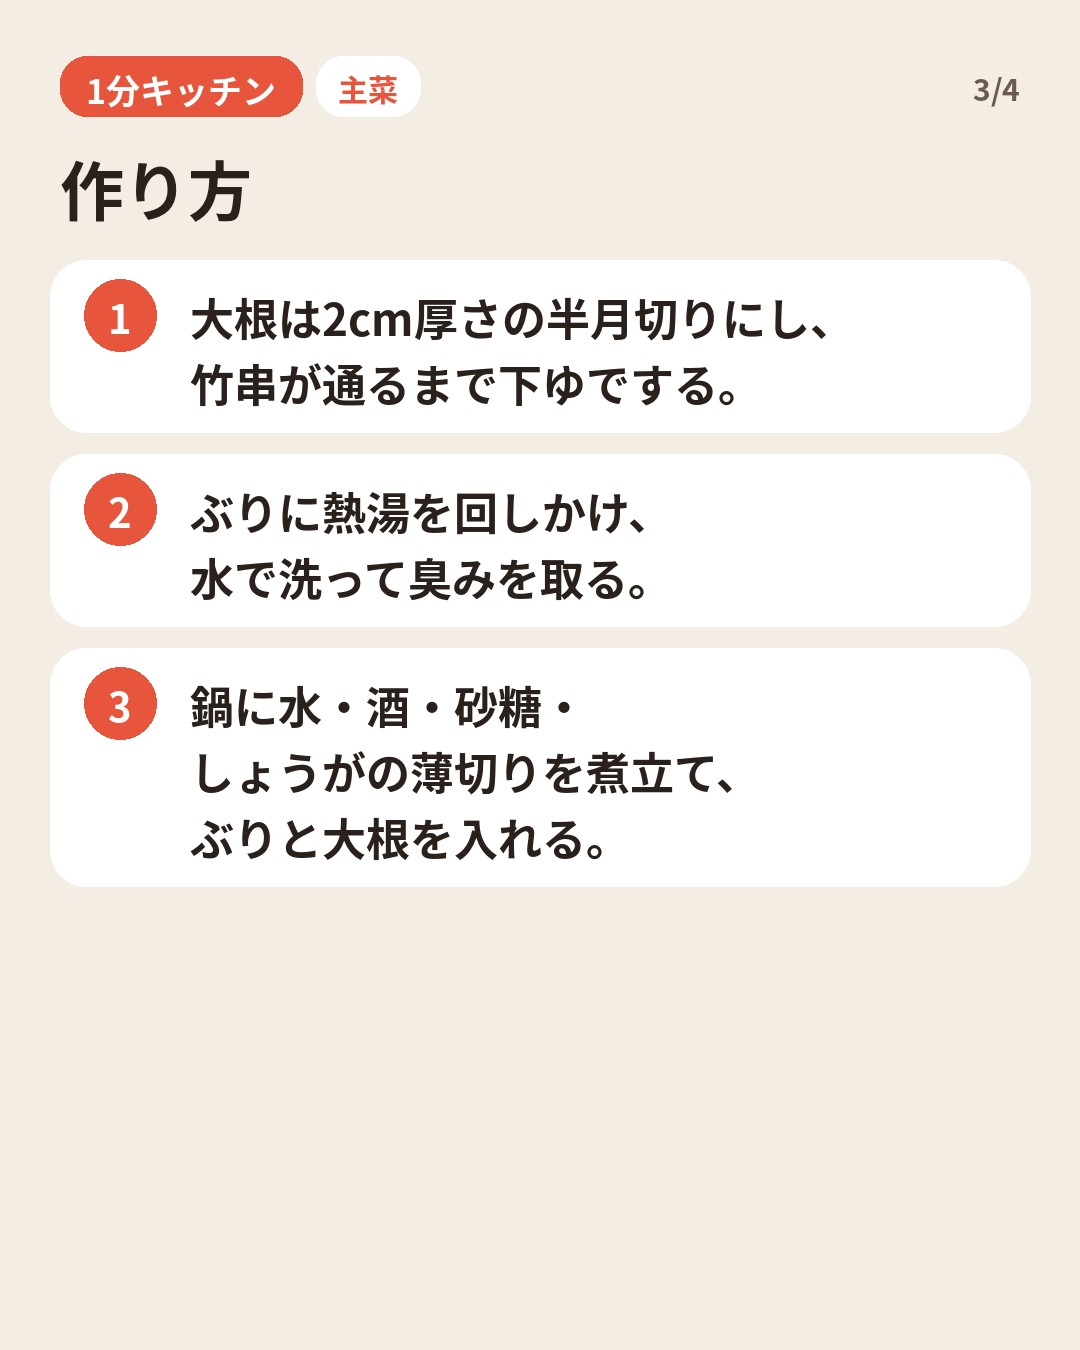 1分キッチン
主菜
3/4
作り方
1
大根は2cm厚さの半月切りにし、
竹串が通るまで下ゆでする。
2
ぶりに熱湯を回しかけ、
水で洗って臭みを取る。
3
鍋に水・酒・砂糖・
しょうがの薄切りを煮立て、
ぶりと大根を入れる。